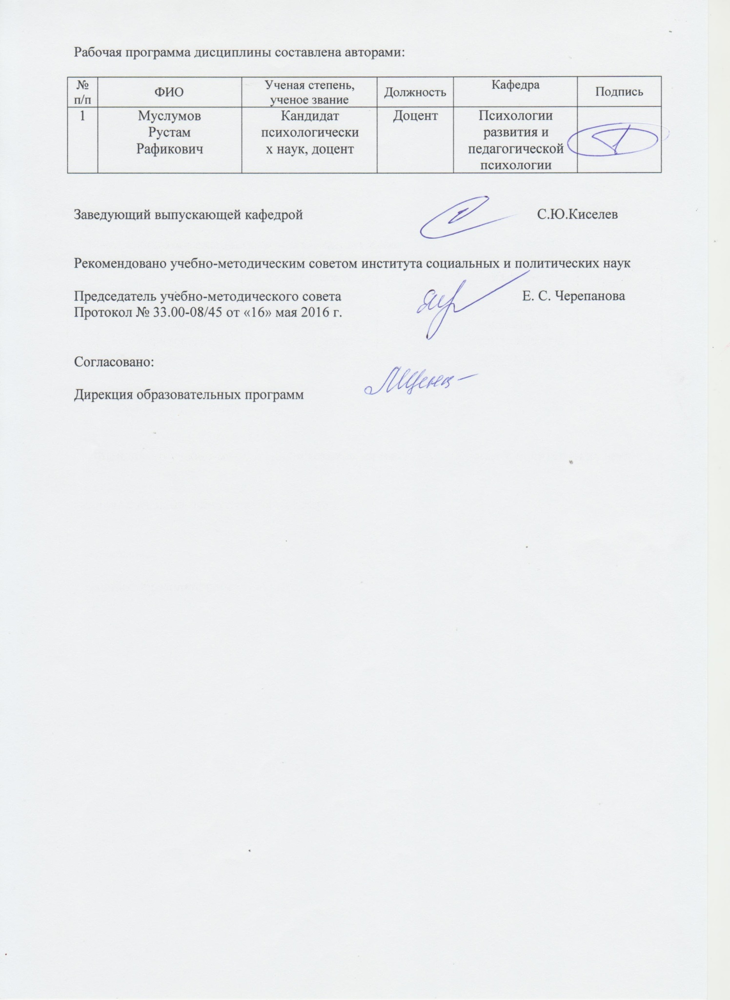 Рабочая программа дисциплины составлена авторами:
№ п/п ФИО Ученая степень, ученое звание Должность Кафедра Подпись
1 Муслумов Рустам Рафикович Кандидат психологически х наук, доцент Доцент Психологии развития и педагогической психологии
Заведующий выпускающей кафедрой С.Ю.Киселев
Рекомендовано учебно-методическим советом института социальных и политических наук
Председатель учебно-методического совета Е. С. Черепанова
Протокол № 33.00-08/45 от «16» мая 2016 г.
Согласовано:
Дирекция образовательных программ